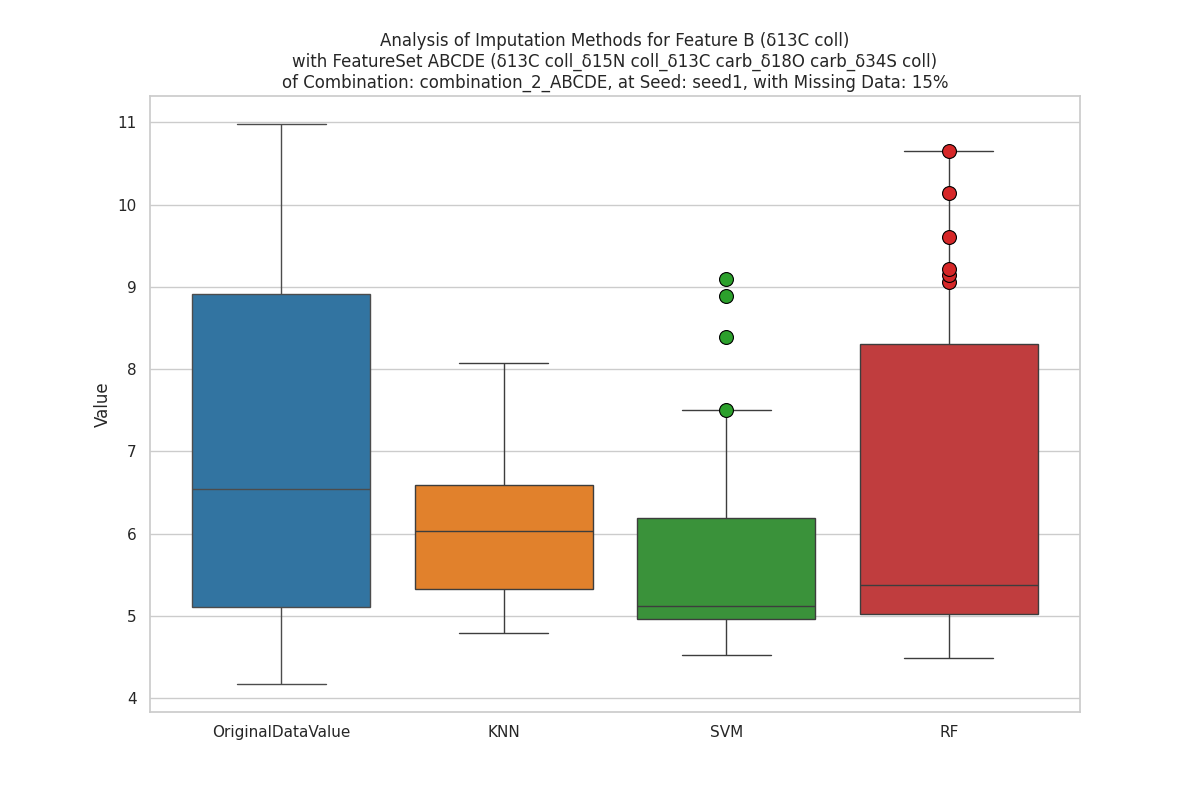 Analysis of Imputation Methods for Feature B (δ13C coll)
with FeatureSet ABCDE (δ13C coll_δ15N coll_δ13C carb_δ18O carb_δ34S coll)
of Combination: combination_2_ABCDE, at Seed: seed1, with Missing Data: 15%
11
10
9
8
7
6
5
4
Value
OriginalDataValue
KNN
SVM
RF